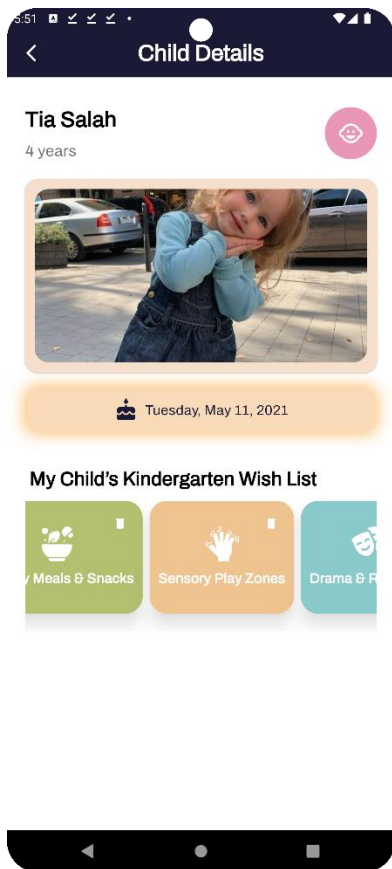 5:51
Child Details
Tia Salah
4 years
Tuesday, May 11, 2021
My Child's Kindergarten Wish List
Meals & Snacks
Sensory Play Zones
Drama &